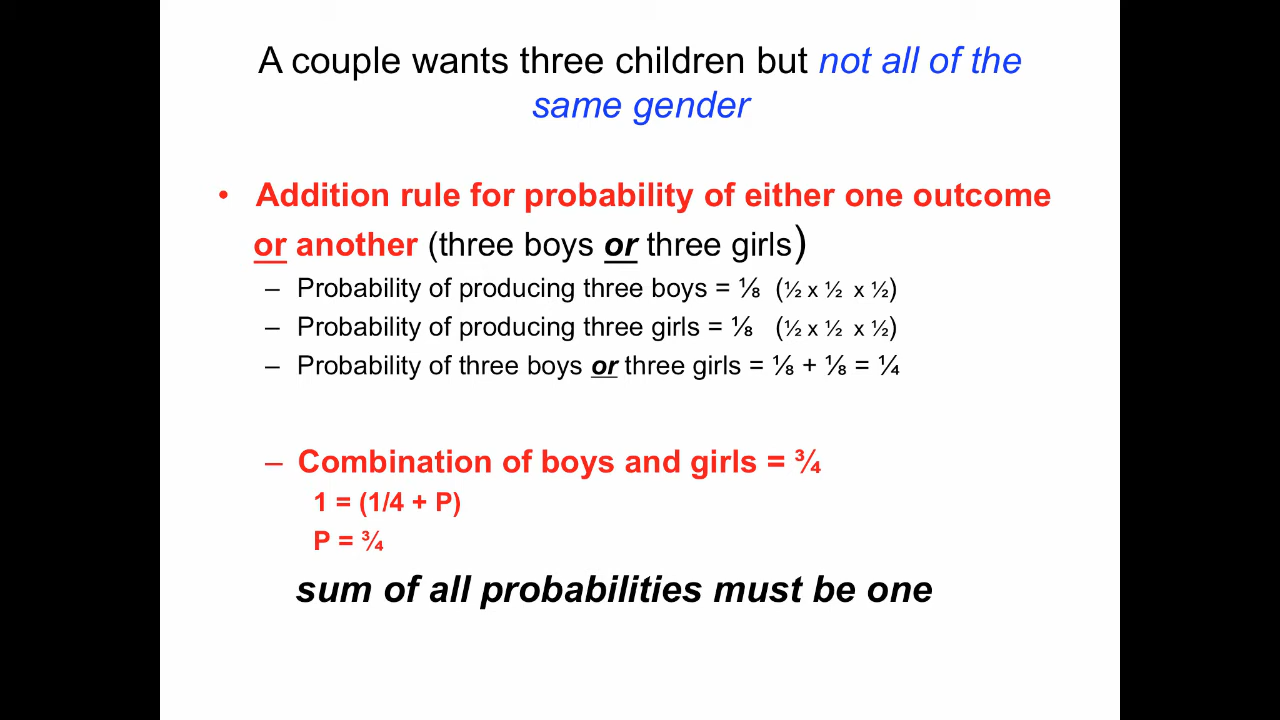 A couple wants three children but not all of the
same gender
• Addition rule for probability of either one outcome
or another (three boys or three girls)
– Probability of producing three boys = ⅛ (½ x ½ x ½)
– Probability of producing three girls = ⅛ (½ x ½ x ½)
– Probability of three boys or three girls = ⅛ + ⅛ = ¼
– Combination of boys and girls = ¾
1 = (1/4 + P)
P = ¾
sum of all probabilities must be one